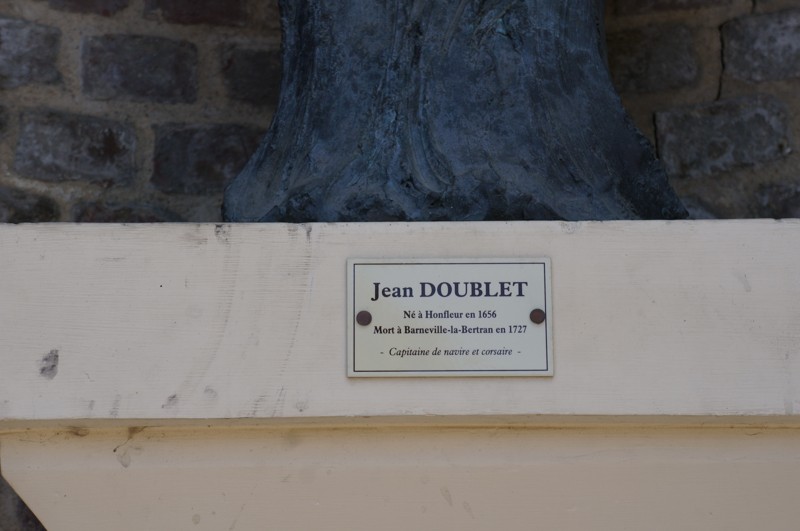 Jean DOUBLET
Né à Honfleur en 1656
Mort à Barneville-la-Bertran en 1727
- Capitaine de navire et corsaire -